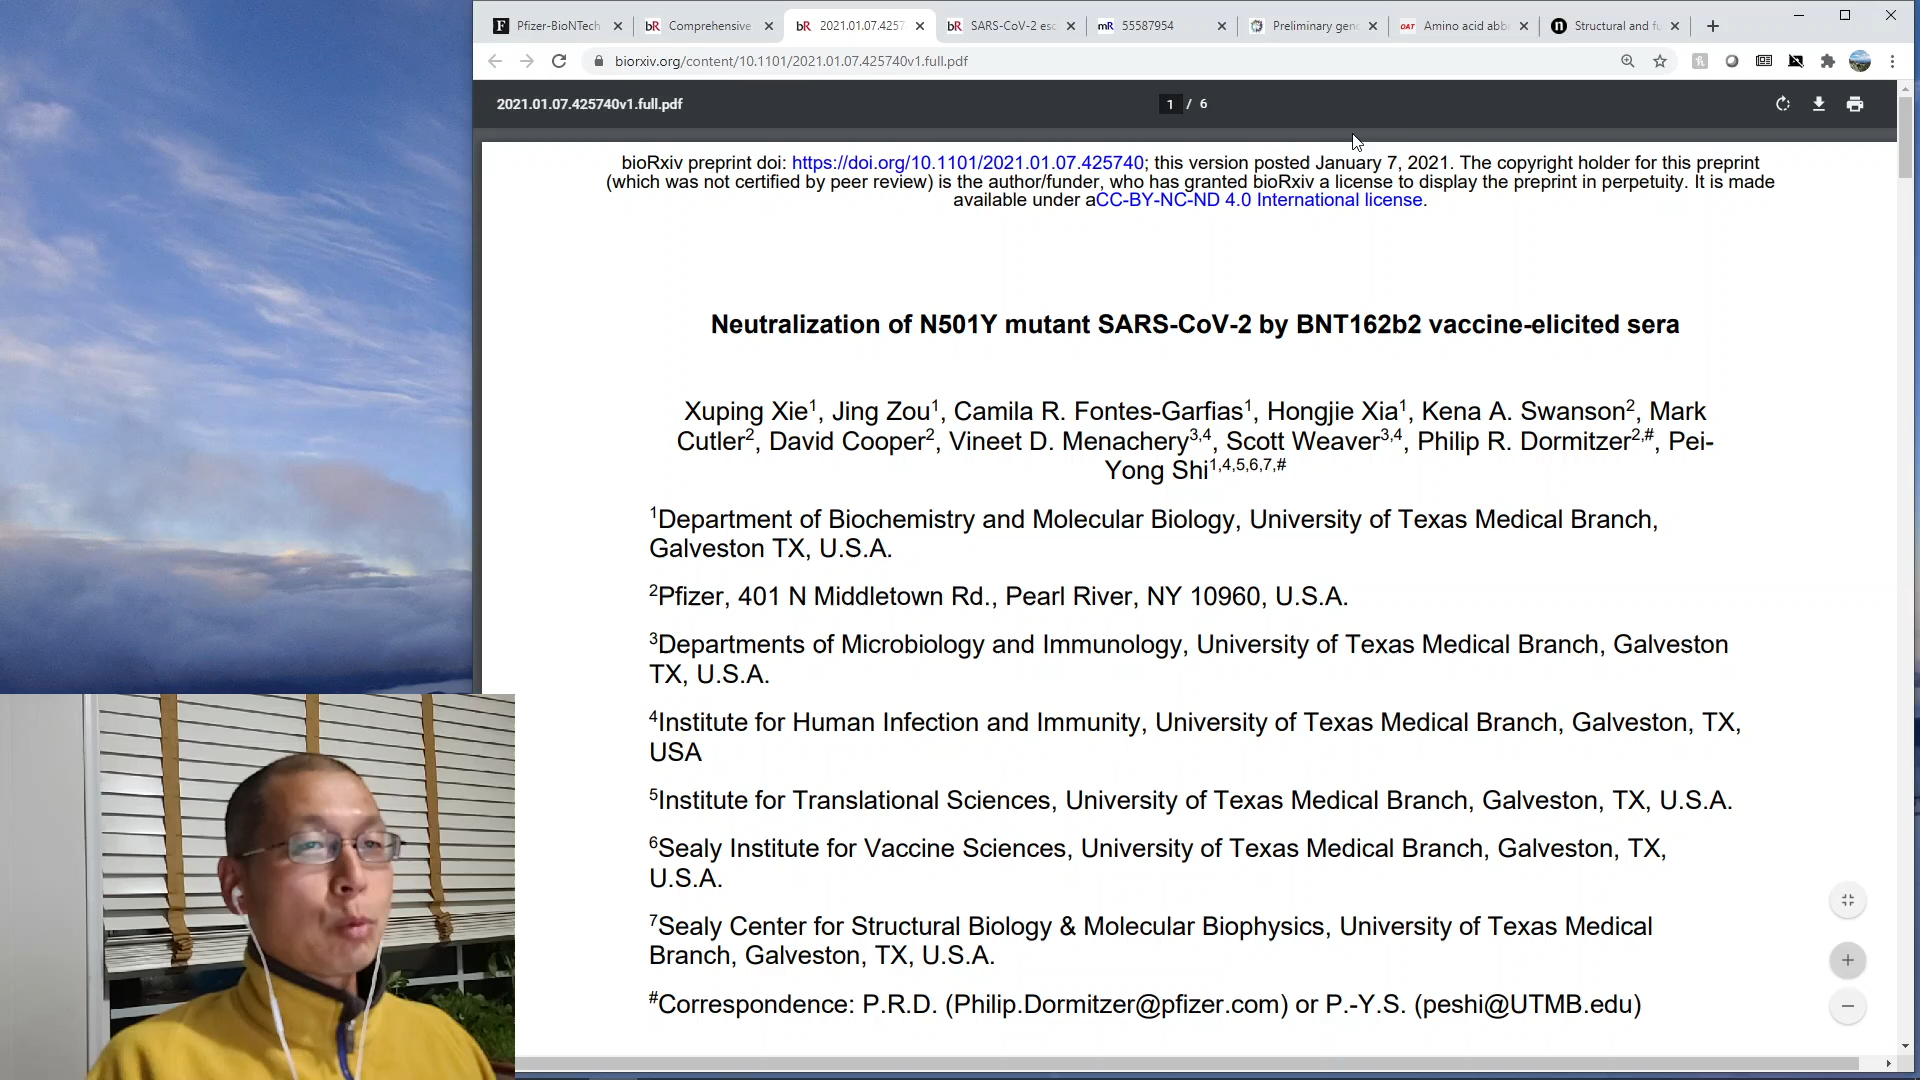 Pfizer-BioNTech
Comprehensive
2021.01.07.4257
SARS-CoV-2 esc
55587954
Preliminary gen
Amino acid abb
Structural and fu
biorxiv.org/content/10.1101/2021.01.07.425740v1.full.pdf
2021.01.07.425740v1.full.pdf
1 / 6
bioRxiv preprint doi: https://doi.org/10.1101/2021.01.07.425740; this version posted January 7, 2021. The copyright holder for this preprint
(which was not certified by peer review) is the author/funder, who has granted bioRxiv a license to display the preprint in perpetuity. It is made
available under aCC-BY-NC-ND 4.0 International license.
Neutralization of N501Y mutant SARS-CoV-2 by BNT162b2 vaccine-elicited sera
Xuping Xie1, Jing Zou1, Camila R. Fontes-Garfias1, Hongjie Xia1, Kena A. Swanson2, Mark
Cutler2, David Cooper2, Vineet D. Menachery3,4, Scott Weaver3,4, Philip R. Dormitzer2,#, Pei-
Yong Shi1,4,5,6,7,#
1Department of Biochemistry and Molecular Biology, University of Texas Medical Branch,
Galveston TX, U.S.A.
2Pfizer, 401 N Middletown Rd., Pearl River, NY 10960, U.S.A.
3Departments of Microbiology and Immunology, University of Texas Medical Branch, Galveston
TX, U.S.A.
4Institute for Human Infection and Immunity, University of Texas Medical Branch, Galveston, TX,
USA
5Institute for Translational Sciences, University of Texas Medical Branch, Galveston, TX, U.S.A.
6Sealy Institute for Vaccine Sciences, University of Texas Medical Branch, Galveston, TX,
U.S.A.
7Sealy Center for Structural Biology & Molecular Biophysics, University of Texas Medical
Branch, Galveston, TX, U.S.A.
#Correspondence: P.R.D. (Philip.Dormitzer@pfizer.com) or P.-Y.S. (peshi@UTMB.edu)